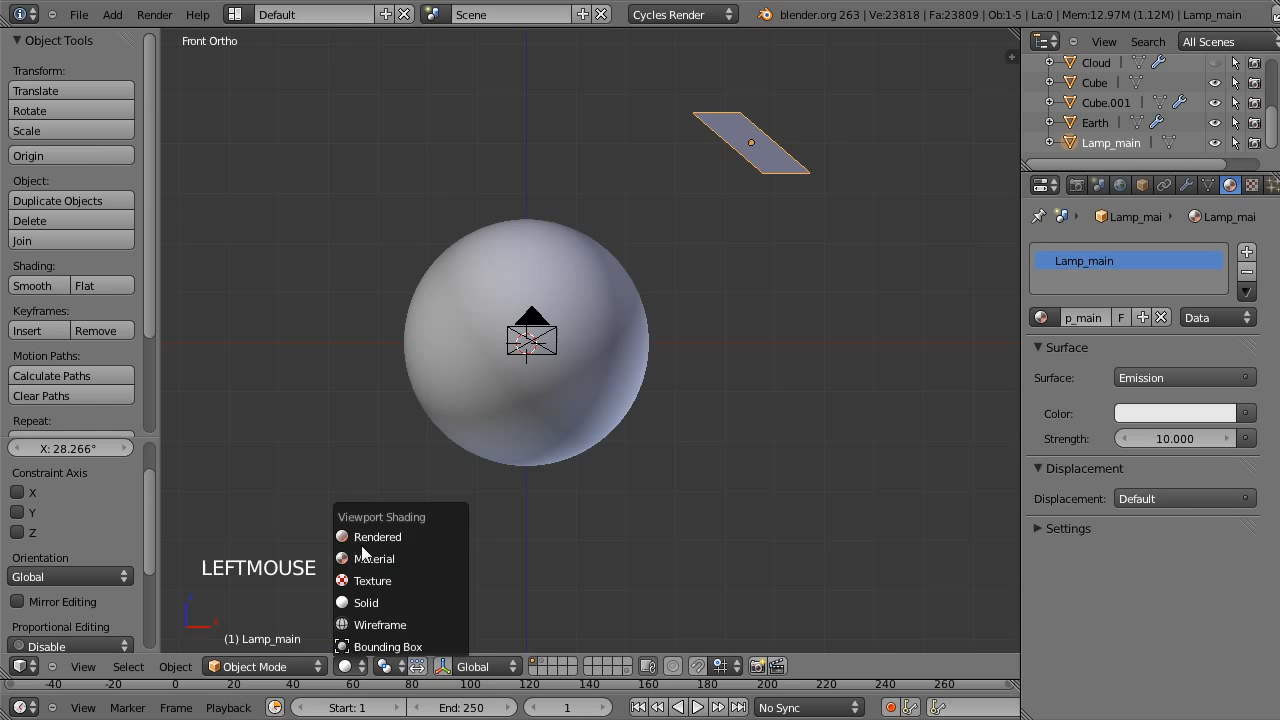 File Add Render Help Default Scene Cycles Render blender.org 263 | Ve:23818 | Fa:23809 | Ob:1-5 | La:0 | Mem:12.97M (1.12M) | Lamp_main
Object Tools
Transform:
Translate
Rotate
Scale
Origin
Object:
Duplicate Objects
Delete
Join
Shading:
Smooth Flat
Keyframes:
Insert Remove
Motion Paths:
Calculate Paths
Clear Paths
Repeat:
X: 28.266°
Constraint Axis
X
Y
Z
Orientation
Global
Mirror Editing
Proportional Editing
Disable
Front Ortho
LEFTMOUSE
(1) Lamp_main
Viewport Shading
Rendered
Material
Texture
Solid
Wireframe
Bounding Box
View Select Object Object Mode Global
-40 -20 0 20 40 60 80 100 120 140 160 180 200 220 240 260
View Marker Frame Playback Start: 1 End: 250 1 No Sync
View Search All Scenes
Cloud
Cube
Cube.001
Earth
Lamp_main
Lamp_mai Lamp_mai
Lamp_main
p_main F Data
Surface
Surface: Emission
Color:
Strength: 10.000
Displacement
Displacement: Default
Settings